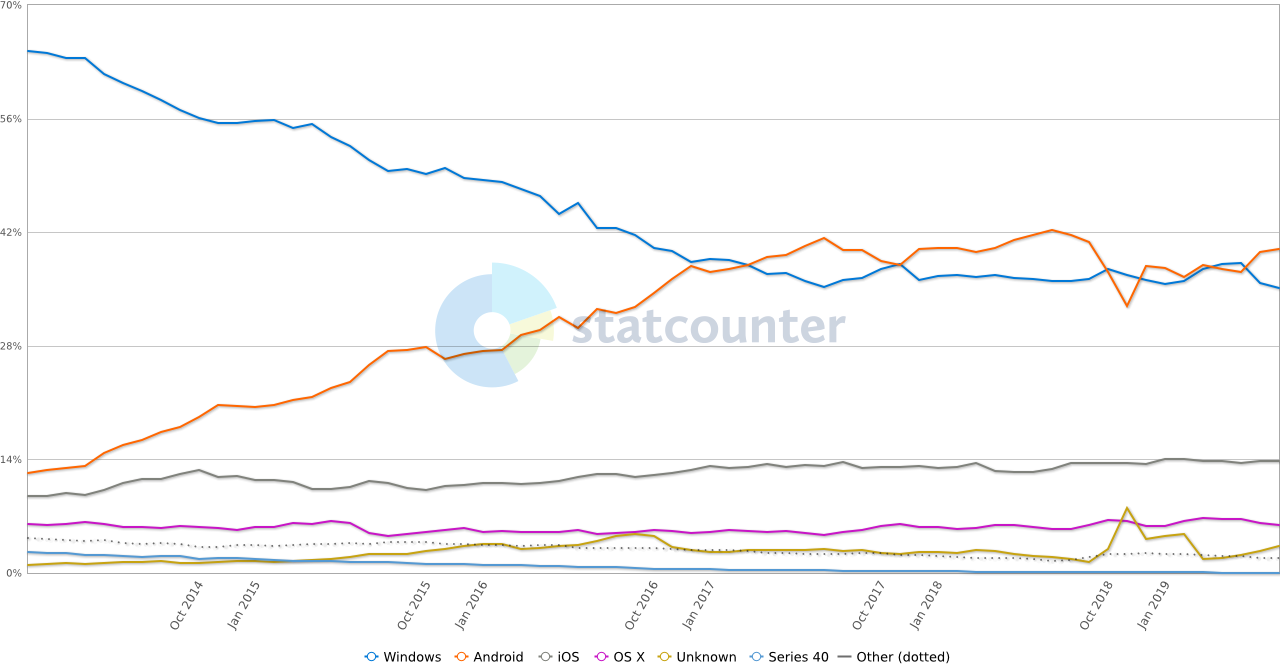 70%
56%
42%
28%
14%
0%
statcounter
Oct 2014
Jan 2015
Oct 2015
Jan 2016
Oct 2016
Jan 2017
Oct 2017
Jan 2018
Oct 2018
Jan 2019
Windows Android iOS OS X Unknown Series 40 Other (dotted)